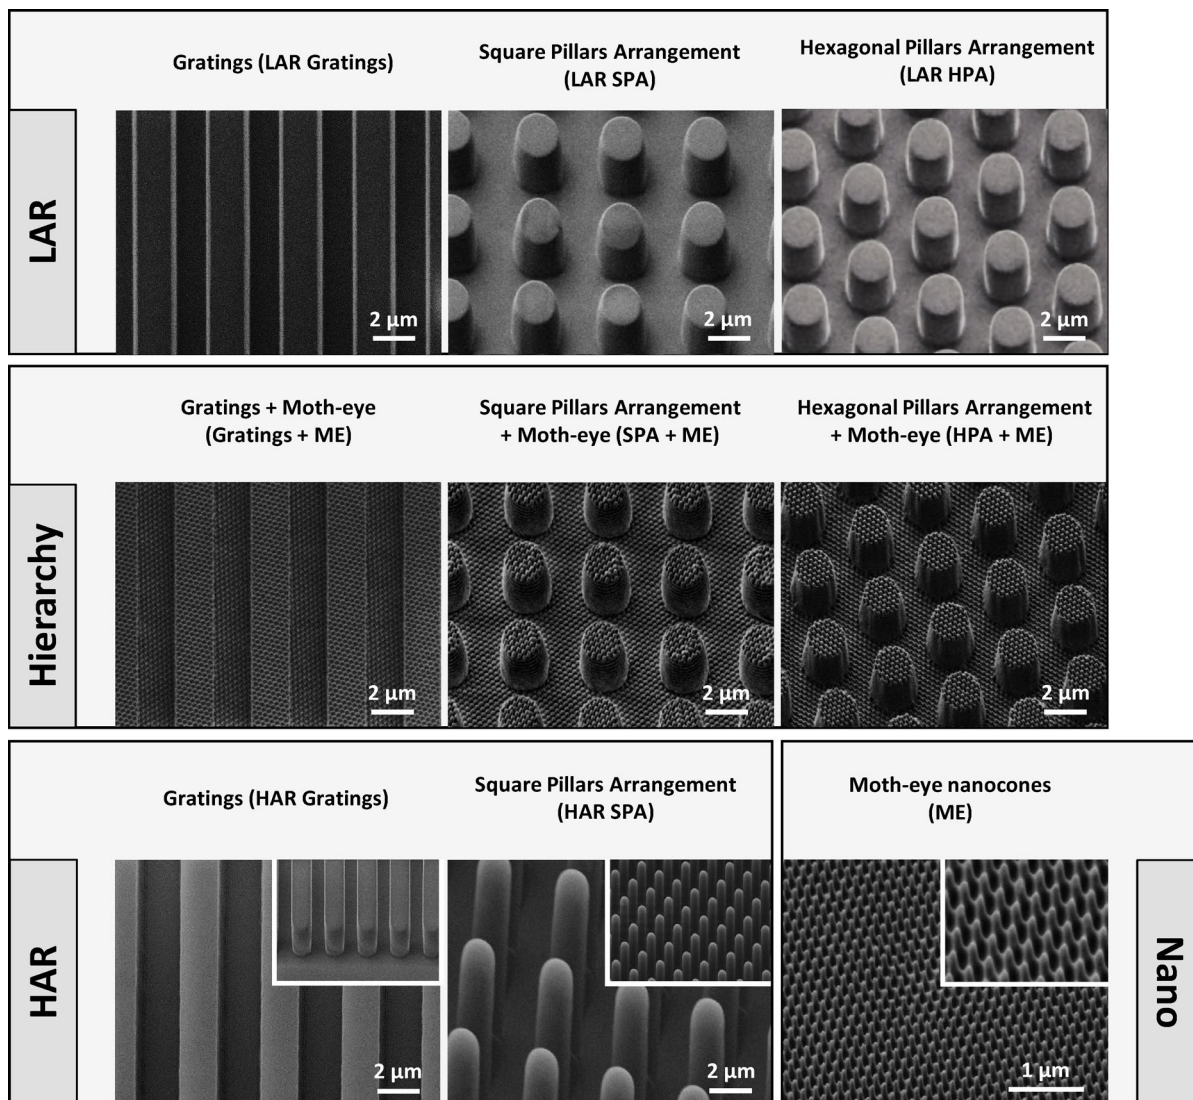 Gratings (LAR Gratings)
Square Pillars Arrangement
(LAR SPA)
Hexagonal Pillars Arrangement
(LAR HPA)
LAR
2 µm
2 µm
2 µm
Gratings + Moth-eye
(Gratings + ME)
Square Pillars Arrangement
+ Moth-eye (SPA + ME)
Hexagonal Pillars Arrangement
+ Moth-eye (HPA + ME)
Hierarchy
2 µm
2 µm
2 µm
Gratings (HAR Gratings)
Square Pillars Arrangement
(HAR SPA)
Moth-eye nanocones
(ME)
HAR
2 µm
2 µm
1 µm
Nano